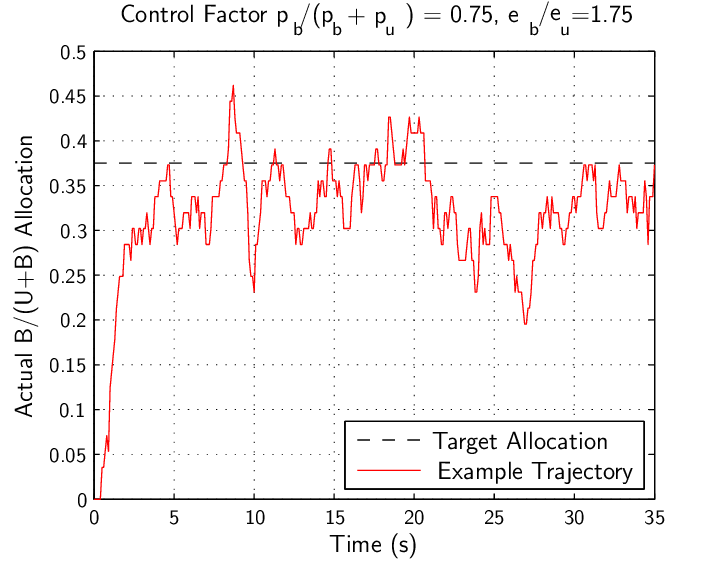 Control Factor p_b/(p_b + p_u ) = 0.75, e_b/e_u=1.75
0.5
0.45
0.4
0.35
0.3
0.25
0.2
0.15
0.1
0.05
0
Actual B/(U+B) Allocation
Target Allocation
Example Trajectory
0 5 10 15 20 25 30 35
Time (s)